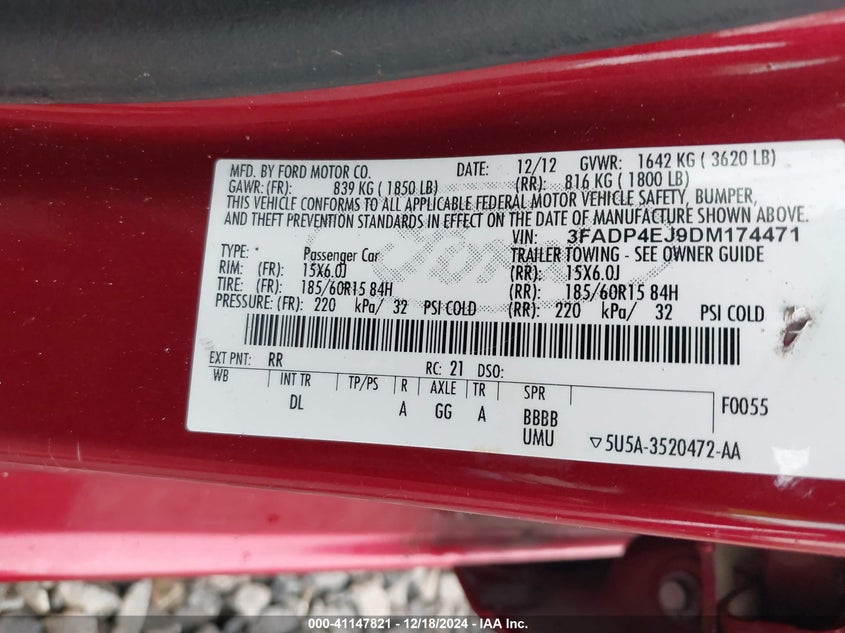 MFD. BY FORD MOTOR CO. DATE: 12/12 GVWR: 1642 KG ( 3620 LB)
GAWR: (FR): 839 KG ( 1850 LB) (RR): 816 KG ( 1800 LB)
THIS VEHICLE CONFORMS TO ALL APPLICABLE FEDERAL MOTOR VEHICLE SAFETY, BUMPER,
AND THEFT PREVENTION STANDARDS IN EFFECT ON THE DATE OF MANUFACTURE SHOWN ABOVE.
VIN: 3FADP4EJ9DM174471
TYPE: Passenger Car TRAILER TOWING - SEE OWNER GUIDE
RIM: (FR): 15X6.0J (RR): 15X6.0J
TIRE: (FR): 185/60R15 84H (RR): 185/60R15 84H
PRESSURE: (FR): 220 kPa/ 32 PSI COLD (RR): 220 kPa/ 32 PSI COLD
EXT PNT: RR RC: 21 DSO:
WB INT TR TP/PS R AXLE TR SPR F0055
DL A GG A BBBB
UMU ▽5U5A-3520472-AA
Ford
000-41147821 / 12/18/2024 - IAA Inc.